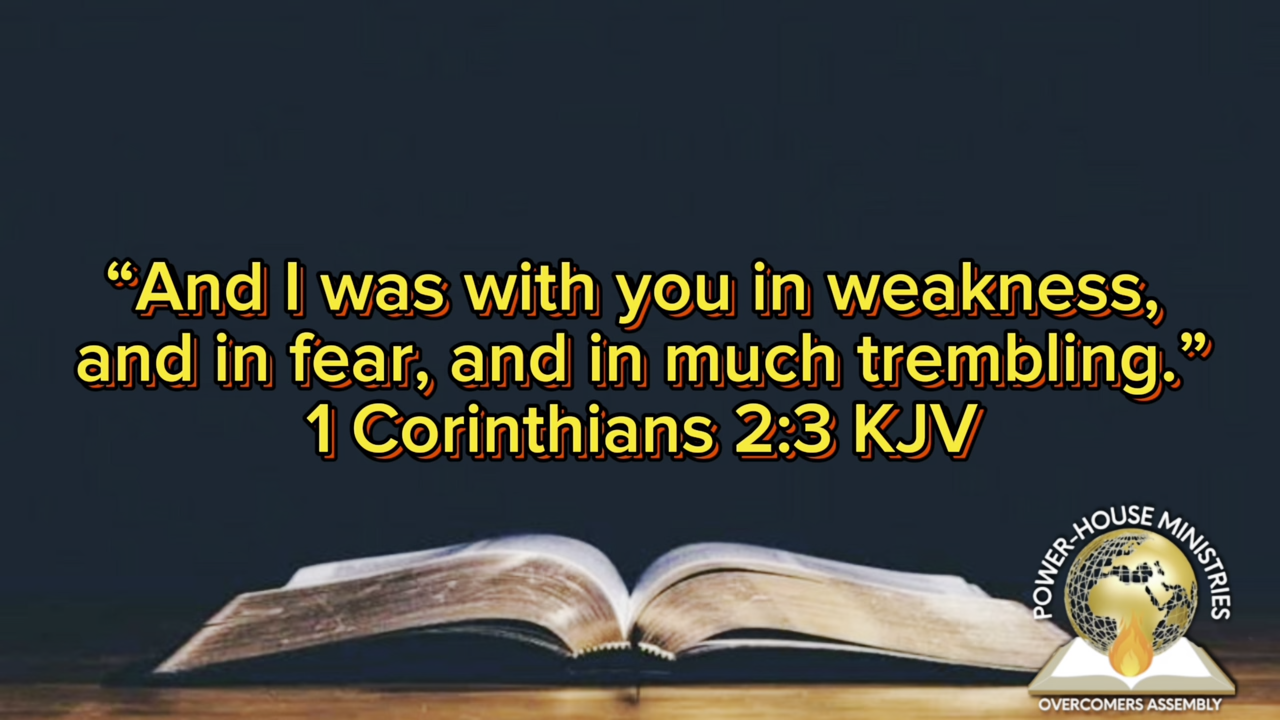 “And I was with you in weakness,
and in fear, and in much trembling.”
1 Corinthians 2:3 KJV
POWER-HOUSE MINISTRIES
OVERCOMERS ASSEMBLY